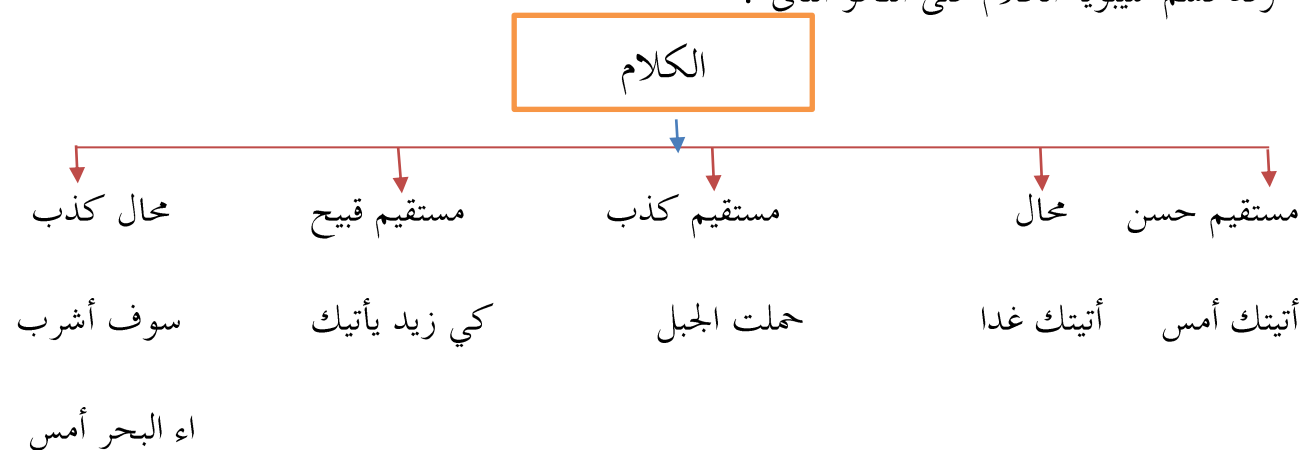 الكلام
مستقيم حسن محال مستقيم كذب مستقيم قبيح محال كذب
أتيتك أمس أتيتك غدا حملت الجبل كي زيد يأتيك سوف أشرب
اء البحر أمس